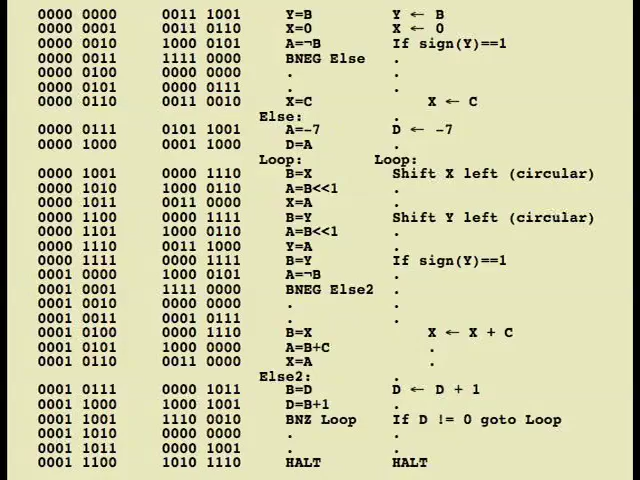 0000 0000 0011 1001 Y=B Y ← B
0000 0001 0011 0110 X=0 X ← 0
0000 0010 1000 0101 A=¬B If sign(Y)==1
0000 0011 1111 0000 BNEG Else .
0000 0100 0000 0000 . .
0000 0101 0000 0111 . .
0000 0110 0011 0010 X=C X ← C
Else: .
0000 0111 0101 1001 A=-7 D ← -7
0000 1000 0001 1000 D=A .
Loop: Loop:
0000 1001 0000 1110 B=X Shift X left (circular)
0000 1010 1000 0110 A=B<<1 .
0000 1011 0011 0000 X=A .
0000 1100 0000 1111 B=Y Shift Y left (circular)
0000 1101 1000 0110 A=B<<1 .
0000 1110 0011 1000 Y=A .
0000 1111 0000 1111 B=Y If sign(Y)==1
0001 0000 1000 0101 A=¬B .
0001 0001 1111 0000 BNEG Else2 .
0001 0010 0000 0000 . .
0001 0011 0001 0111 . .
0001 0100 0000 1110 B=X X ← X + C
0001 0101 1000 0000 A=B+C .
0001 0110 0011 0000 X=A .
Else2: .
0001 0111 0000 1011 B=D D ← D + 1
0001 1000 1000 1001 D=B+1 .
0001 1001 1110 0010 BNZ Loop If D != 0 goto Loop
0001 1010 0000 0000 . .
0001 1011 0000 1001 . .
0001 1100 1010 1110 HALT HALT